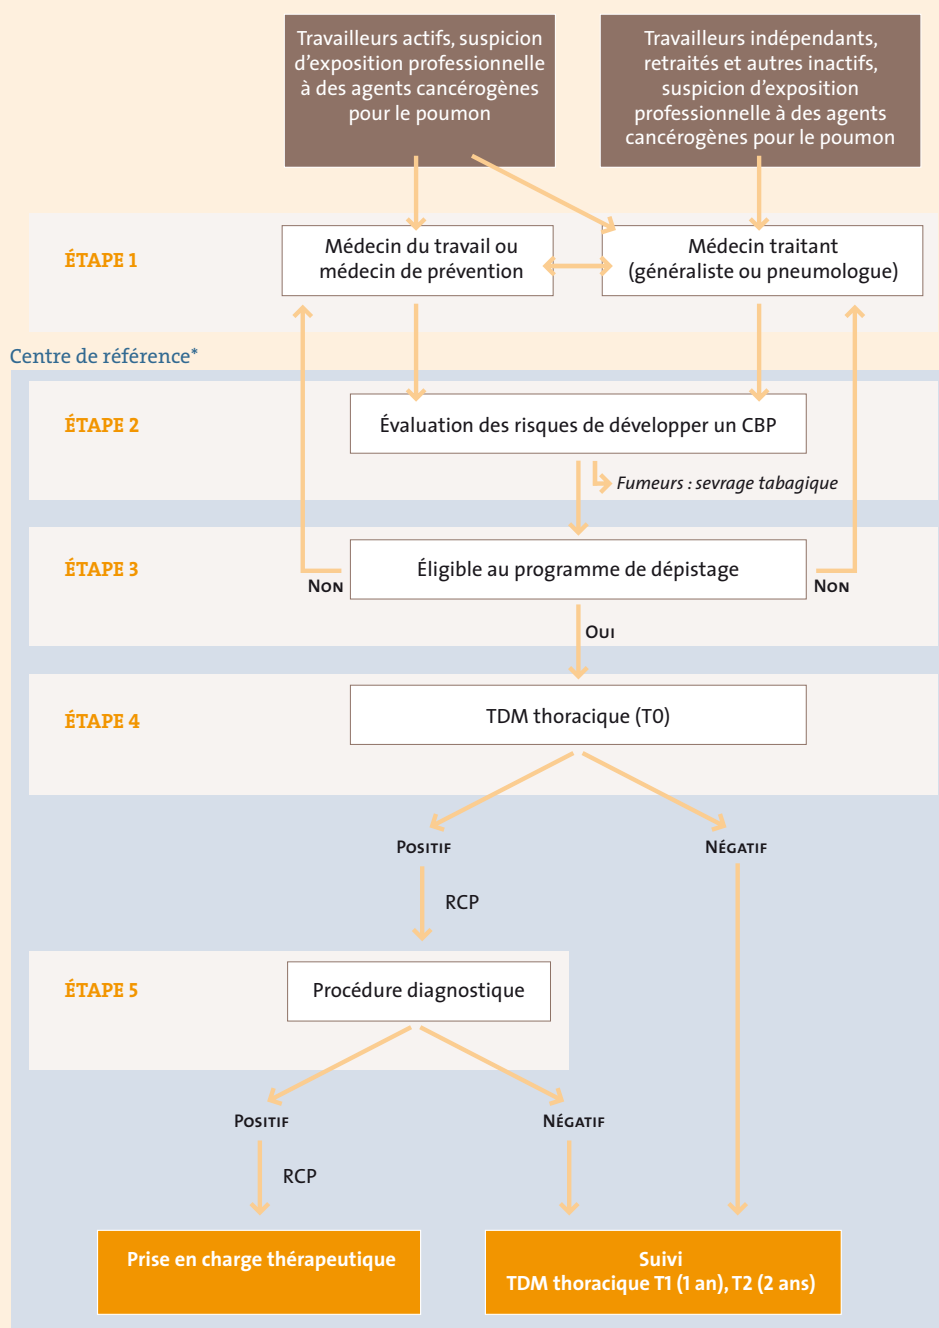 Travailleurs actifs, suspicion
d’exposition professionnelle
à des agents cancérogènes
pour le poumon
Travailleurs indépendants,
retraités et autres inactifs,
suspicion d’exposition
professionnelle à des agents
cancérogènes pour le poumon
ÉTAPE 1
Médecin du travail ou
médecin de prévention
Médecin traitant
(généraliste ou pneumologue)
Centre de référence*
ÉTAPE 2
Évaluation des risques de développer un CBP
Fumeurs : sevrage tabagique
ÉTAPE 3
Éligible au programme de dépistage
Non
Non
Oui
ÉTAPE 4
TDM thoracique (T0)
Positif
Négatif
RCP
ÉTAPE 5
Procédure diagnostique
Positif
Négatif
RCP
Prise en charge thérapeutique
Suivi
TDM thoracique T1 (1 an), T2 (2 ans)